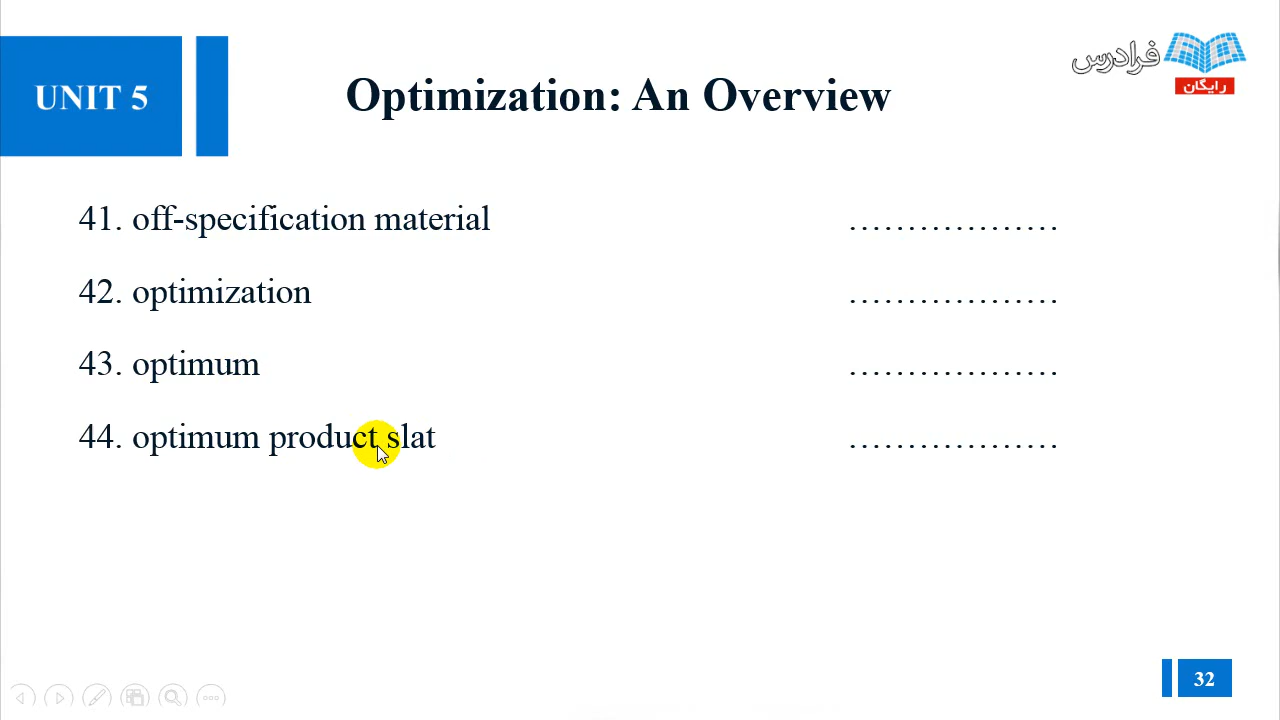 UNIT 5
Optimization: An Overview
فرادرس
رایگان
41. off-specification material ..................
42. optimization ..................
43. optimum ..................
44. optimum product slat ..................
32